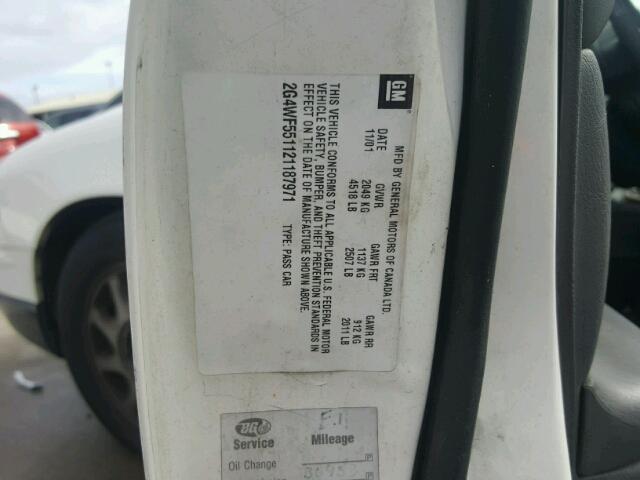 GM
MFD BY GENERAL MOTORS OF CANADA LTD.
DATE GVWR GAWR FRT GAWR RR
11/01 2049 KG 1137 KG 912 KG
4518 LB 2507 LB 2011 LB
THIS VEHICLE CONFORMS TO ALL APPLICABLE U.S. FEDERAL MOTOR
VEHICLE SAFETY, BUMPER, AND THEFT PREVENTION STANDARDS IN
EFFECT ON THE DATE OF MANUFACTURE SHOWN ABOVE.
2G4WF551121187971 TYPE: PASS CAR
BG
Service Mileage
Oil Change